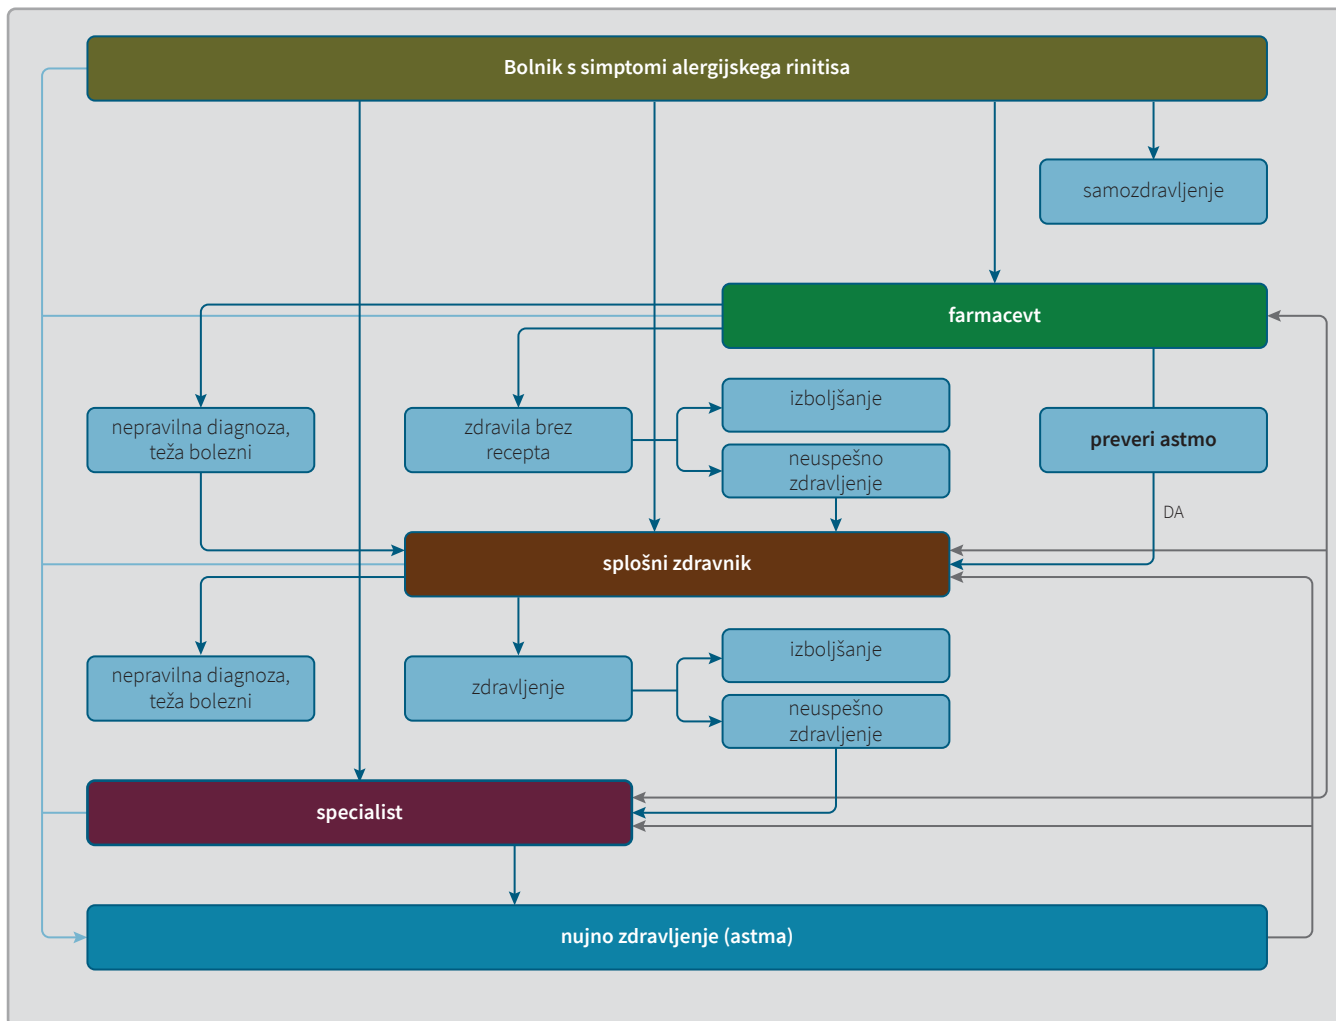 Bolnik s simptomi alergijskega rinitisa
samozdravljenje
farmacevt
nepravilna diagnoza,
teža bolezni
zdravila brez
recepta
izboljšanje
neuspešno
zdravljenje
preveri astmo
DA
splošni zdravnik
nepravilna diagnoza,
teža bolezni
zdravljenje
izboljšanje
neuspešno
zdravljenje
specialist
nujno zdravljenje (astma)